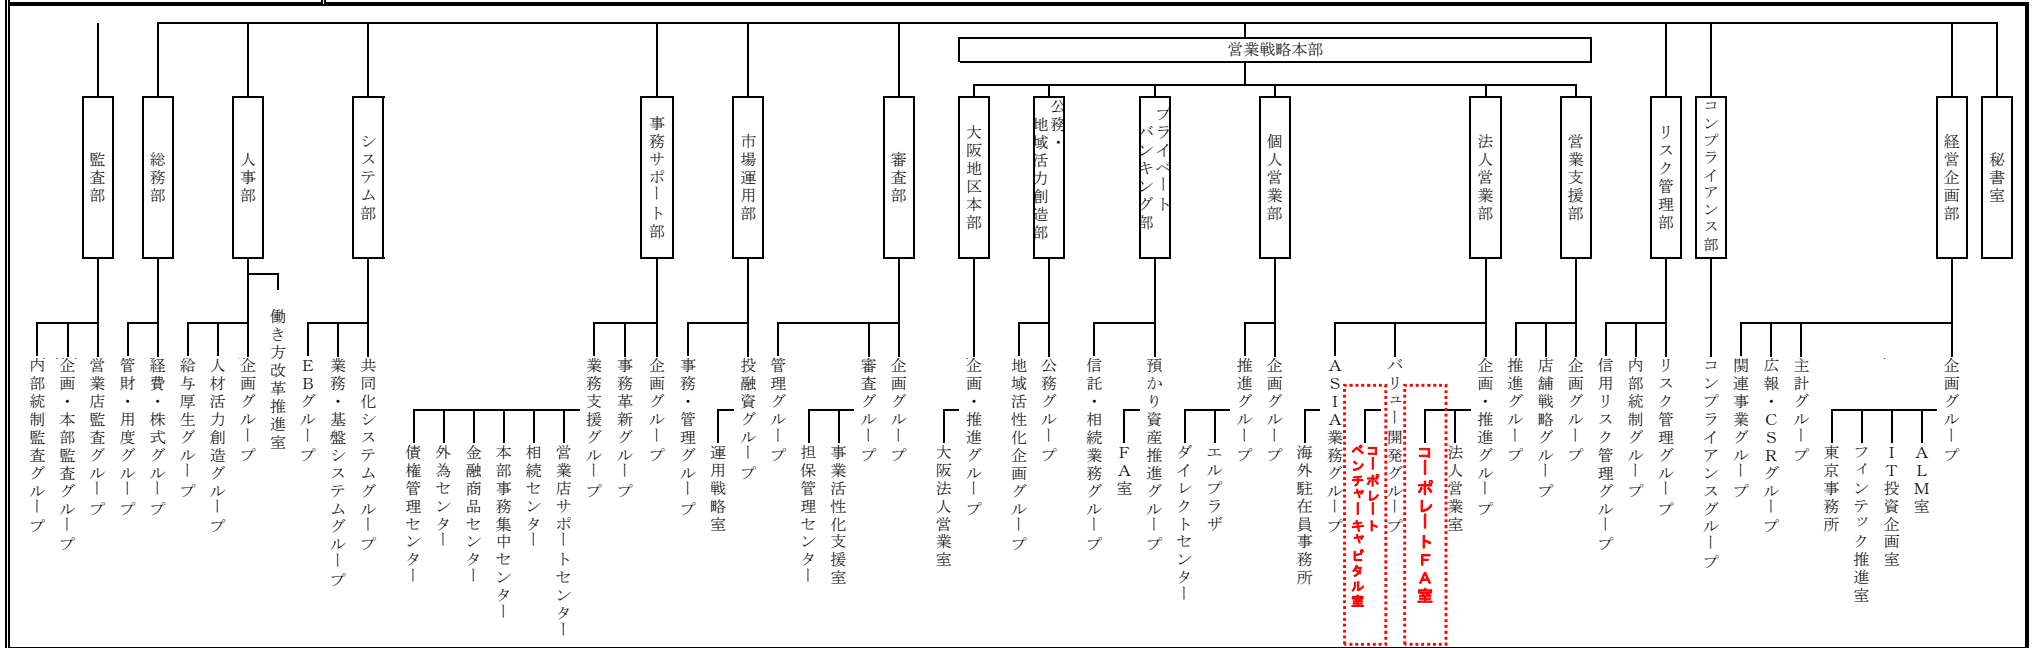 営業戦略本部
秘書室
経営企画部
コンプライアンス部
リスク管理部
営業支援部
法人営業部
個人営業部
プライベート
バンキング部
公務・
地域活力創造部
大阪地区本部
審査部
市場運用部
事務サポート部
システム部
人事部
総務部
監査部
企画グループ
ALM室
IT投資企画室
フィンテック推進室
東京事務所
主計グループ
広報・CSRグループ
関連事業グループ
コンプライアンスグループ
リスク管理グループ
内部統制グループ
信用リスク管理グループ
企画グループ
店舗戦略グループ
推進グループ
企画・推進グループ
法人営業室
コーポレートFA室
バリュー開発グループ
コーポレート
ベンチャーキャピタル室
ASIA業務グループ
海外駐在員事務所
企画グループ
推進グループ
エルプラザ
ダイレクトセンター
預かり資産推進グループ
FA室
信託・相続業務グループ
公務グループ
地域活性化企画グループ
企画・推進グループ
大阪法人営業室
企画グループ
審査グループ
事業活性化支援室
担保管理センター
管理グループ
投融資グループ
運用戦略室
事務・管理グループ
企画グループ
事務革新グループ
業務支援グループ
営業店サポートセンター
相続センター
本部事務集中センター
金融商品センター
外為センター
債権管理センター
共同化システムグループ
業務・基盤システムグループ
EBグループ
働き方改革推進室
企画グループ
人材活力創造グループ
給与厚生グループ
経費・株式グループ
管財・用度グループ
営業店監査グループ
企画・本部監査グループ
内部統制監査グループ